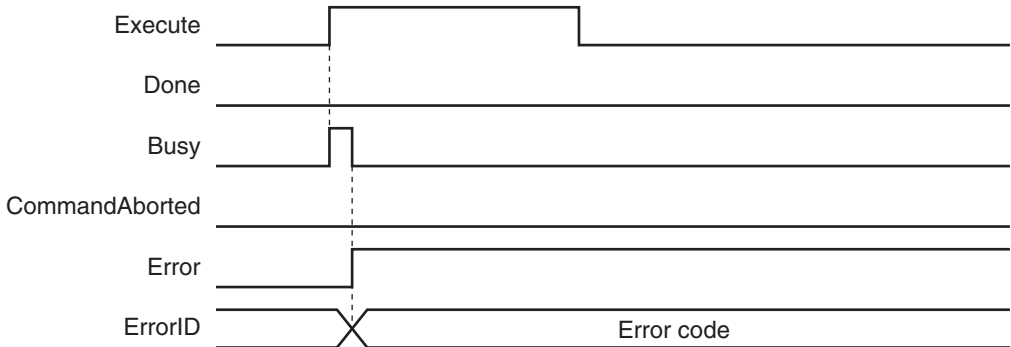 Execute
Done
Busy
CommandAborted
Error
ErrorID
Error code